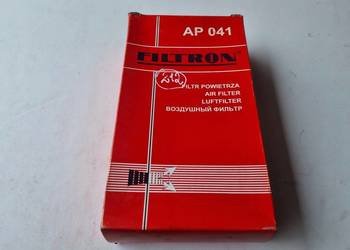 AP 041
FILTRON
FILTR POWIETRZA
AIR FILTER
LUFTFILTER
ВОЗДУШНЫЙ ФИЛЬТР